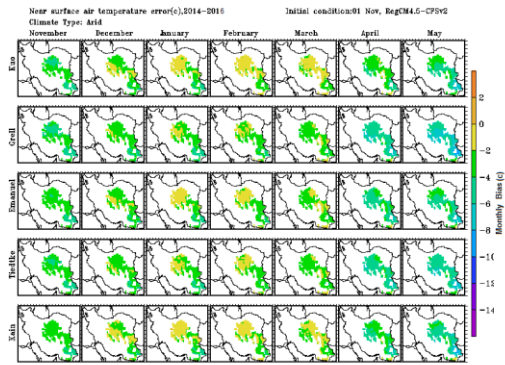 Near surface air temperature error(c),2014-2016 Initial condition:01 Nov, RegCM4.5-CFSv2
Climate Type: Arid
November December January February March April May
Kuo
Grell
Emanuel
Tiedtke
Kain
2
0
-2
-4
-6
-8
-10
-12
-14
Monthly Bias(c)